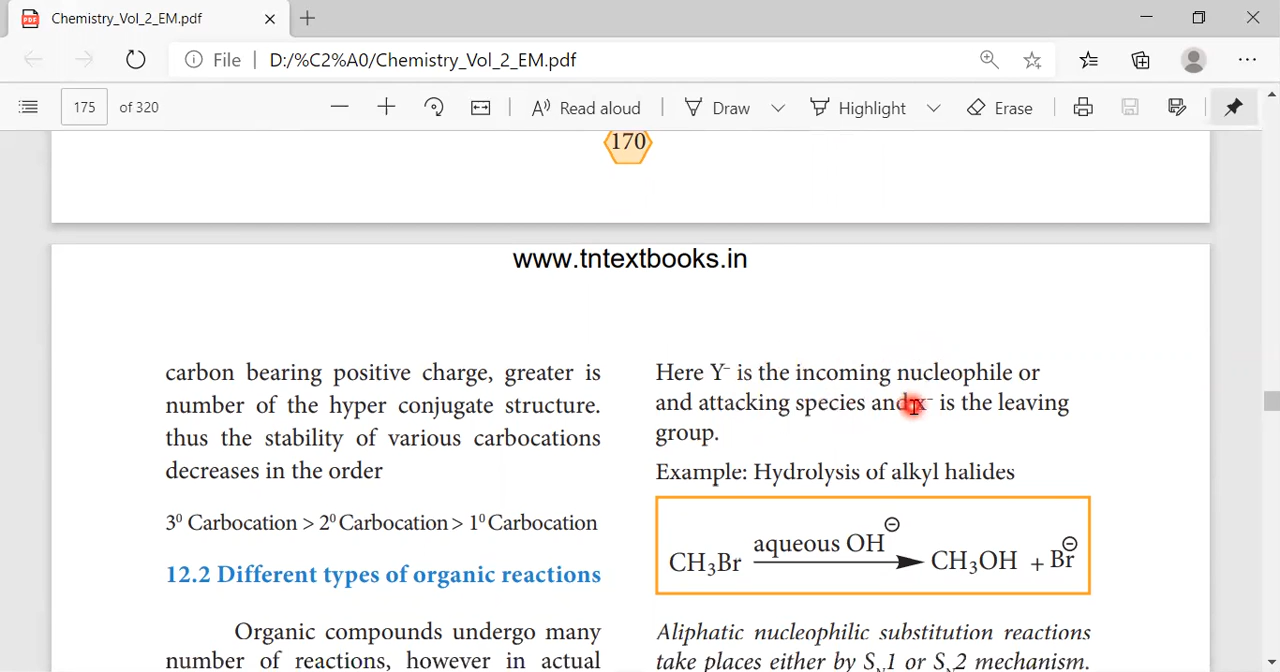 Chemistry_Vol_2_EM.pdf
File | D:/%C2%A0/Chemistry_Vol_2_EM.pdf
175 of 320 Read aloud Draw Highlight Erase
170
www.tntextbooks.in
carbon bearing positive charge, greater is
number of the hyper conjugate structure.
thus the stability of various carbocations
decreases in the order
3⁰ Carbocation > 2⁰ Carbocation > 1⁰ Carbocation
12.2 Different types of organic reactions
Organic compounds undergo many
number of reactions, however in actual
Here Y⁻ is the incoming nucleophile or
and attacking species and x⁻ is the leaving
group.
Example: Hydrolysis of alkyl halides
aqueous OH⊖
CH₃Br → CH₃OH + Br⊖
Aliphatic nucleophilic substitution reactions
take places either by S_N1 or S_N2 mechanism.